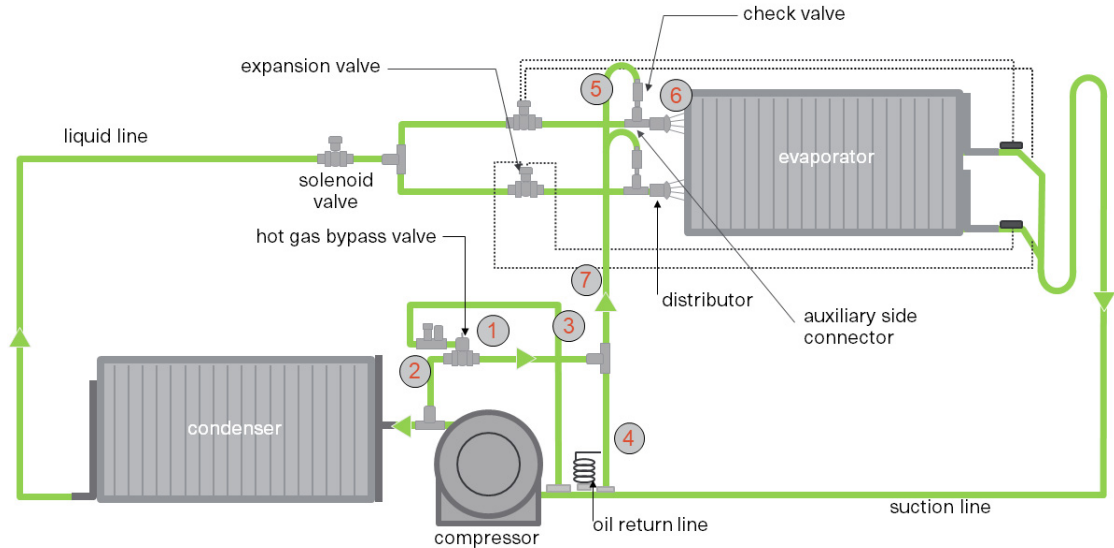 check valve
expansion valve
5
6
liquid line
evaporator
solenoid
valve
hot gas bypass valve
7
distributor
auxiliary side
connector
1
3
2
condenser
4
suction line
oil return line
compressor